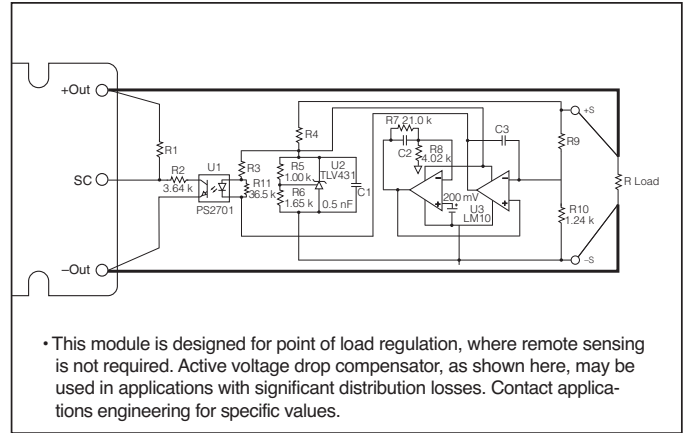 +Out
R1
SC
R2
3.64 k
U1
PS2701
–Out
R3
R11
36.5 k
R4
R5
1.00 k
R6
1.65 k
U2
TLV431
0.5 nF
C1
R7 21.0 k
C2
R8
4.02 k
200 mV
U3
LM10
C3
+S
R9
R Load
R10
1.24 k
–S
• This module is designed for point of load regulation, where remote sensing
is not required. Active voltage drop compensator, as shown here, may be
used in applications with significant distribution losses. Contact applica-
tions engineering for specific values.